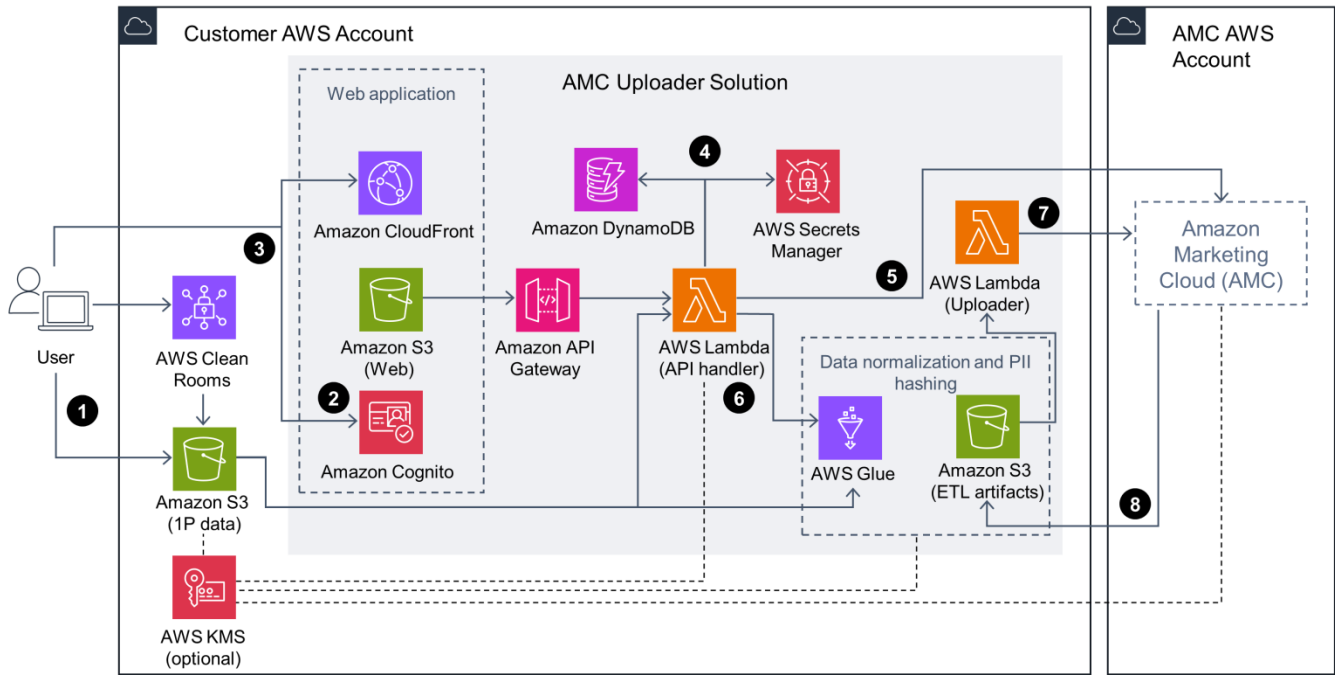 Customer AWS Account
AMC AWS
Account
AMC Uploader Solution
Web application
4
Amazon CloudFront
Amazon DynamoDB
AWS Secrets
Manager
7
AWS Lambda
(Uploader)
Amazon
Marketing
Cloud (AMC)
3
5
User
AWS Clean
Rooms
Amazon S3
(Web)
Amazon API
Gateway
AWS Lambda
(API handler)
Data normalization and PII
hashing
1
2
6
Amazon Cognito
AWS Glue
Amazon S3
(ETL artifacts)
Amazon S3
(1P data)
8
AWS KMS
(optional)